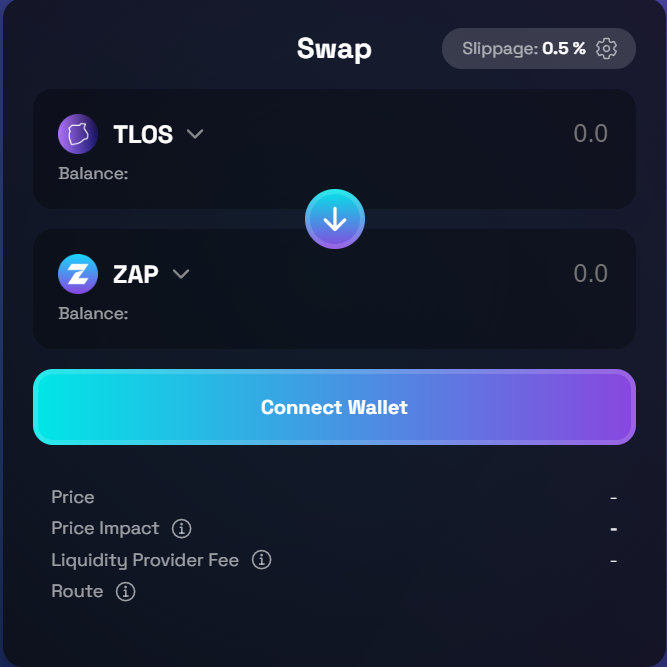 Swap
Slippage: 0.5 %
TLOS
0.0
Balance:
ZAP
0.0
Balance:
Connect Wallet
Price -
Price Impact -
Liquidity Provider Fee -
Route